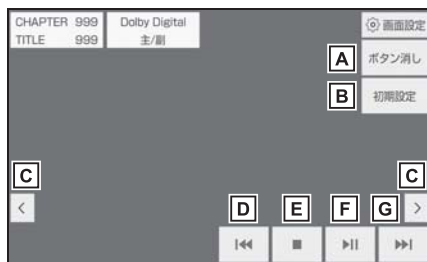 CHAPTER 999
TITLE 999
Dolby Digital
主/副
画面設定
A
ボタン消し
B
初期設定
C
C
<
>
D
E
F
G